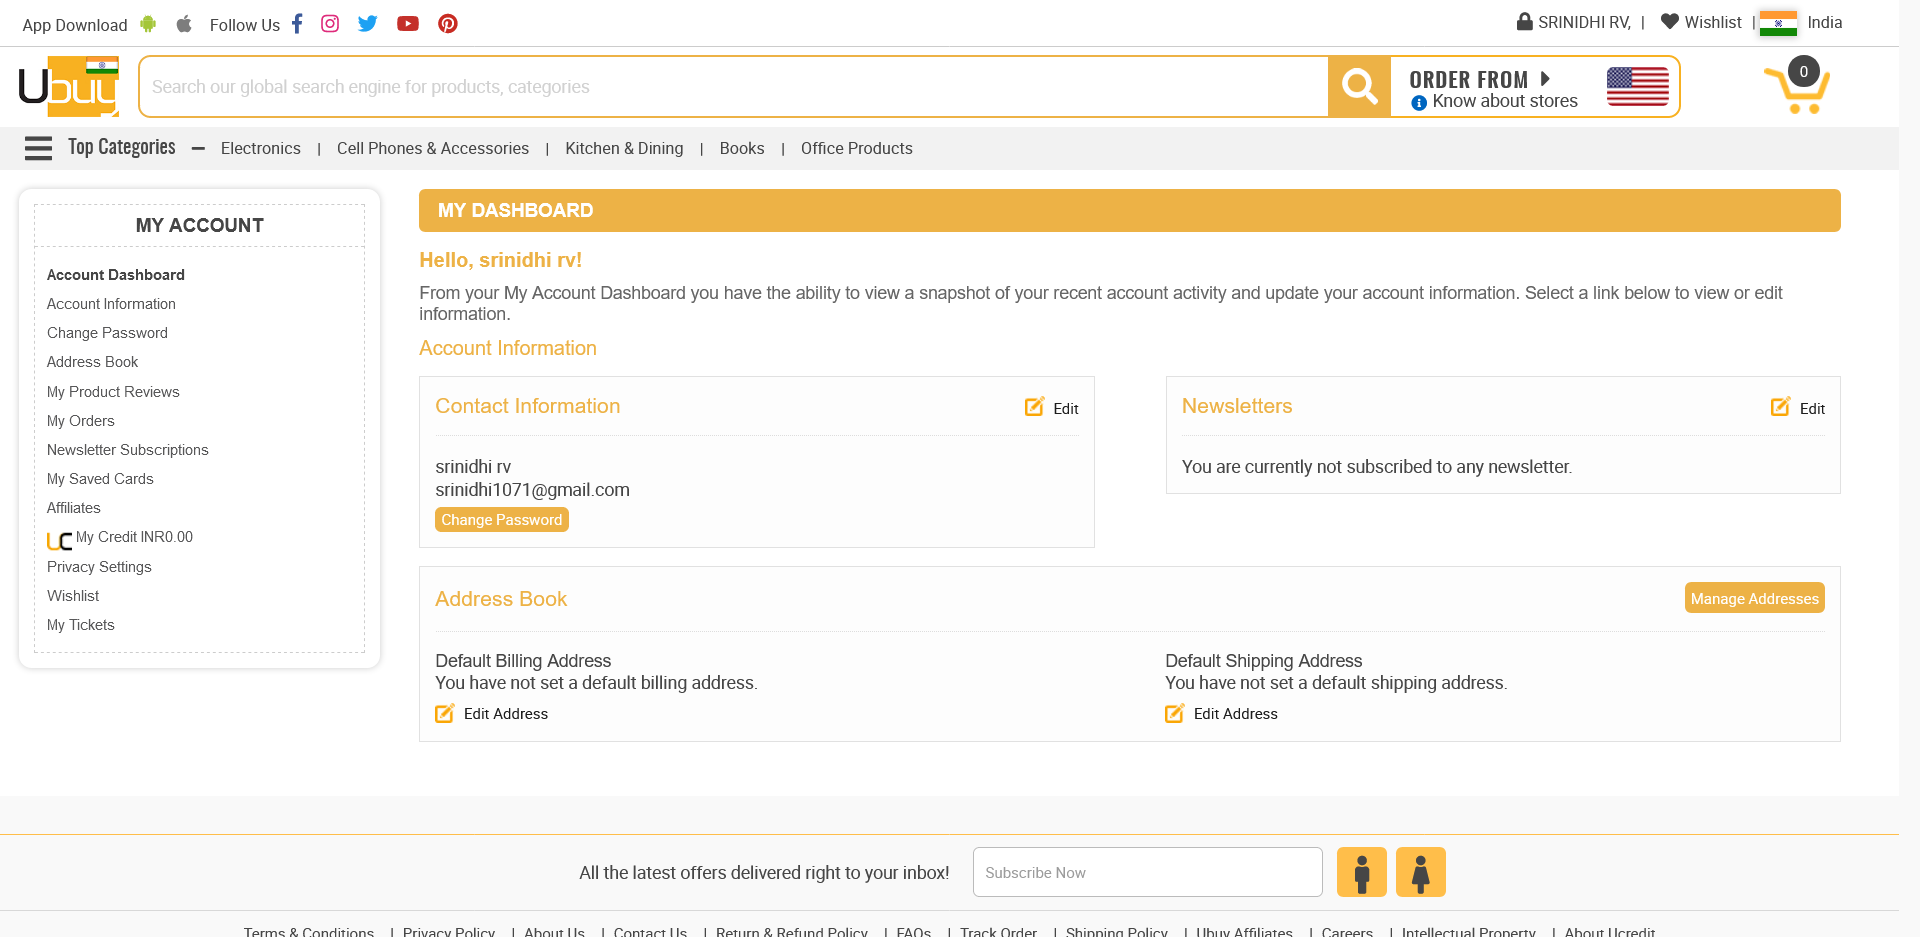 App Download Follow Us SRINIDHI RV, | Wishlist | India
Ubuy Search our global search engine for products, categories ORDER FROM 0
Know about stores
Top Categories Electronics | Cell Phones & Accessories | Kitchen & Dining | Books | Office Products
MY ACCOUNT
Account Dashboard
Account Information
Change Password
Address Book
My Product Reviews
My Orders
Newsletter Subscriptions
My Saved Cards
Affiliates
UC My Credit INR0.00
Privacy Settings
Wishlist
My Tickets
MY DASHBOARD
Hello, srinidhi rv!
From your My Account Dashboard you have the ability to view a snapshot of your recent account activity and update your account information. Select a link below to view or edit
information.
Account Information
Contact Information Edit
srinidhi rv
srinidhi1071@gmail.com
Change Password
Newsletters Edit
You are currently not subscribed to any newsletter.
Address Book Manage Addresses
Default Billing Address
You have not set a default billing address.
Edit Address
Default Shipping Address
You have not set a default shipping address.
Edit Address
All the latest offers delivered right to your inbox! Subscribe Now
Terms & Conditions | Privacy Policy | About Us | Contact Us | Return & Refund Policy | FAQs | Track Order | Shipping Policy | Ubuy Affiliates | Careers | Intellectual Property | About Ucredit